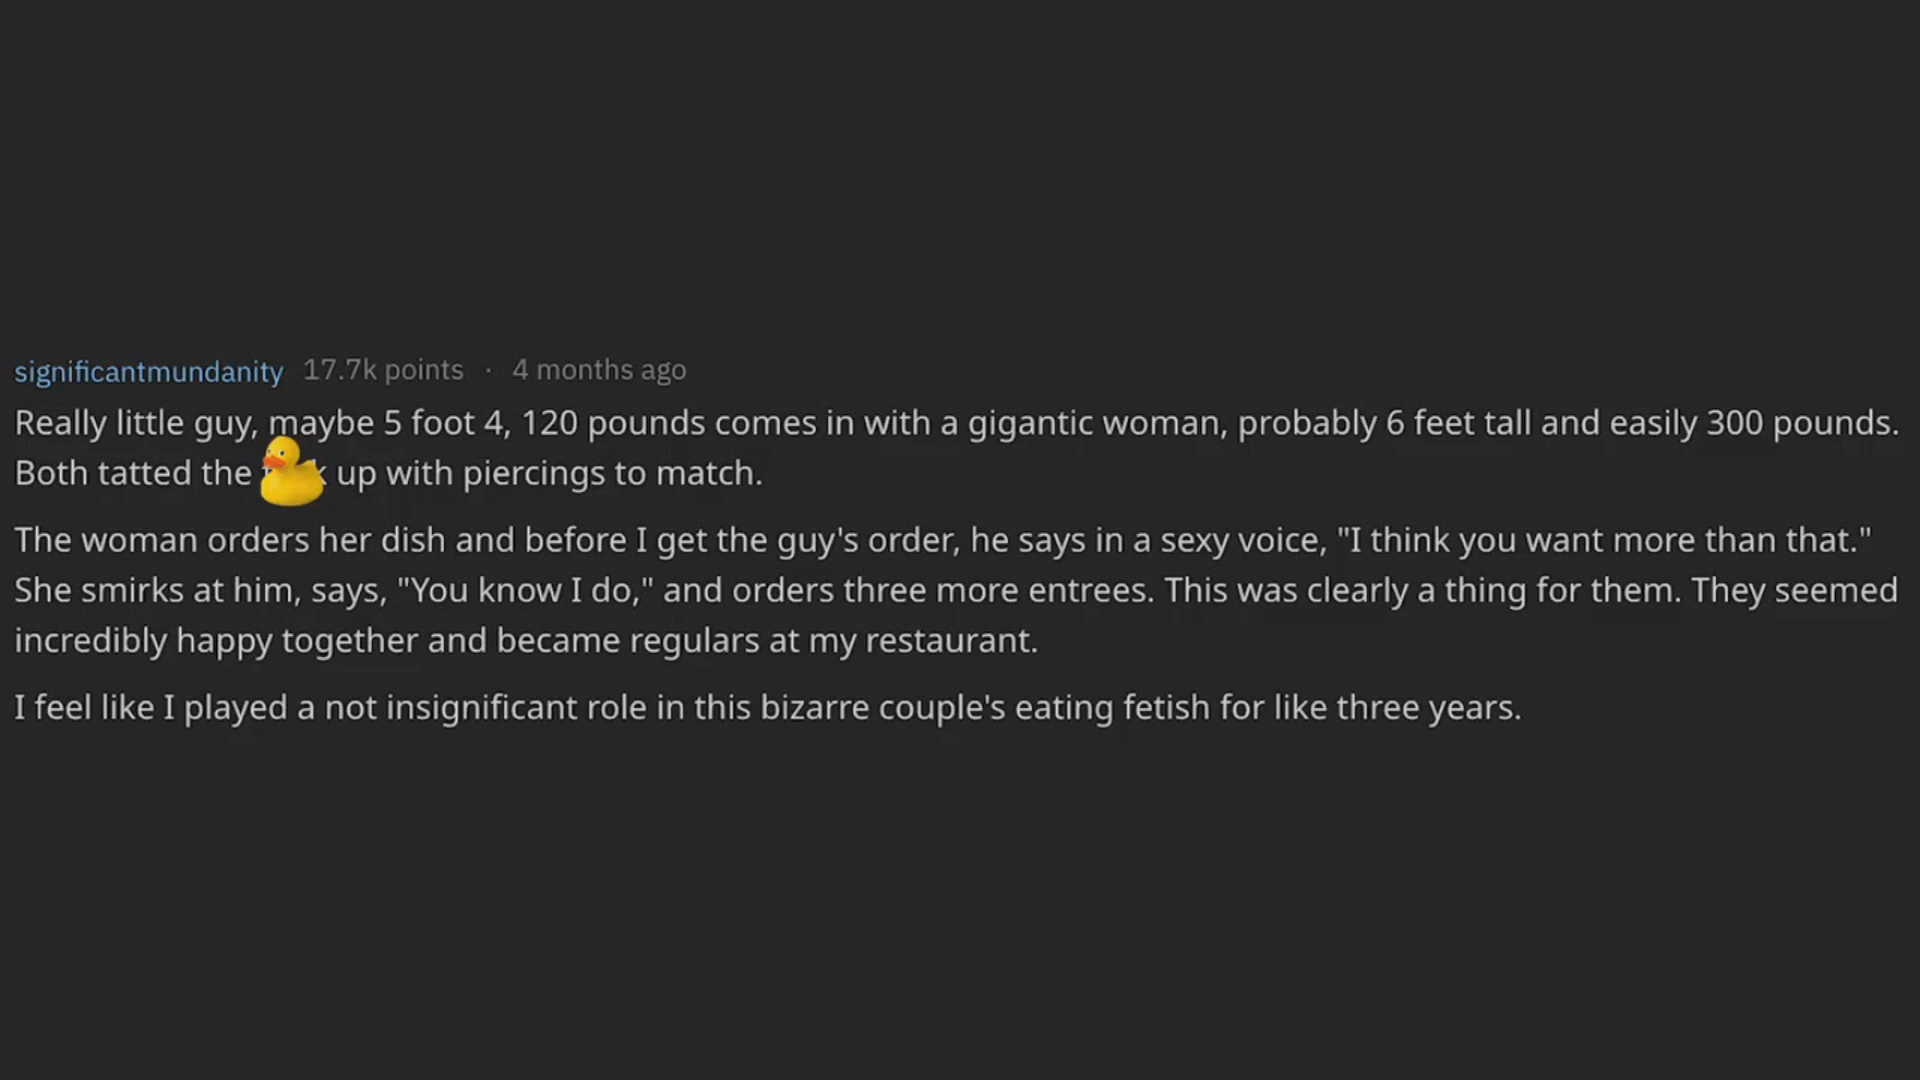 significantmundanity 17.7k points · 4 months ago
Really little guy, maybe 5 foot 4, 120 pounds comes in with a gigantic woman, probably 6 feet tall and easily 300 pounds.
Both tatted the up with piercings to match.
The woman orders her dish and before I get the guy's order, he says in a sexy voice, "I think you want more than that."
She smirks at him, says, "You know I do," and orders three more entrees. This was clearly a thing for them. They seemed
incredibly happy together and became regulars at my restaurant.
I feel like I played a not insignificant role in this bizarre couple's eating fetish for like three years.